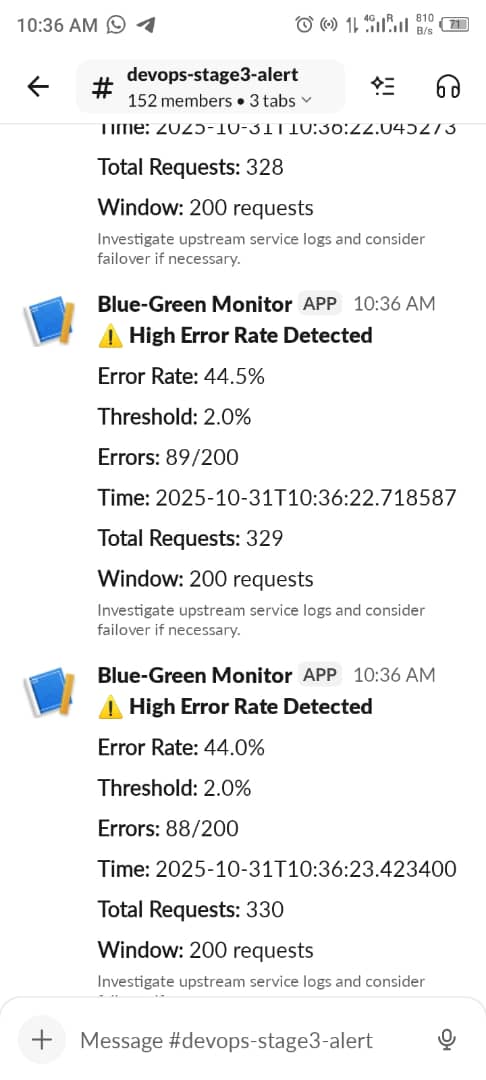 10:36 AM
4G R 810 B/s 71
# devops-stage3-alert
152 members • 3 tabs
Time: 2025-10-31T10:36:22.045273
Total Requests: 328
Window: 200 requests
Investigate upstream service logs and consider
failover if necessary.
Blue-Green Monitor APP 10:36 AM
⚠️ High Error Rate Detected
Error Rate: 44.5%
Threshold: 2.0%
Errors: 89/200
Time: 2025-10-31T10:36:22.718587
Total Requests: 329
Window: 200 requests
Investigate upstream service logs and consider
failover if necessary.
Blue-Green Monitor APP 10:36 AM
⚠️ High Error Rate Detected
Error Rate: 44.0%
Threshold: 2.0%
Errors: 88/200
Time: 2025-10-31T10:36:23.423400
Total Requests: 330
Window: 200 requests
Investigate upstream service logs and consider
Message #devops-stage3-alert